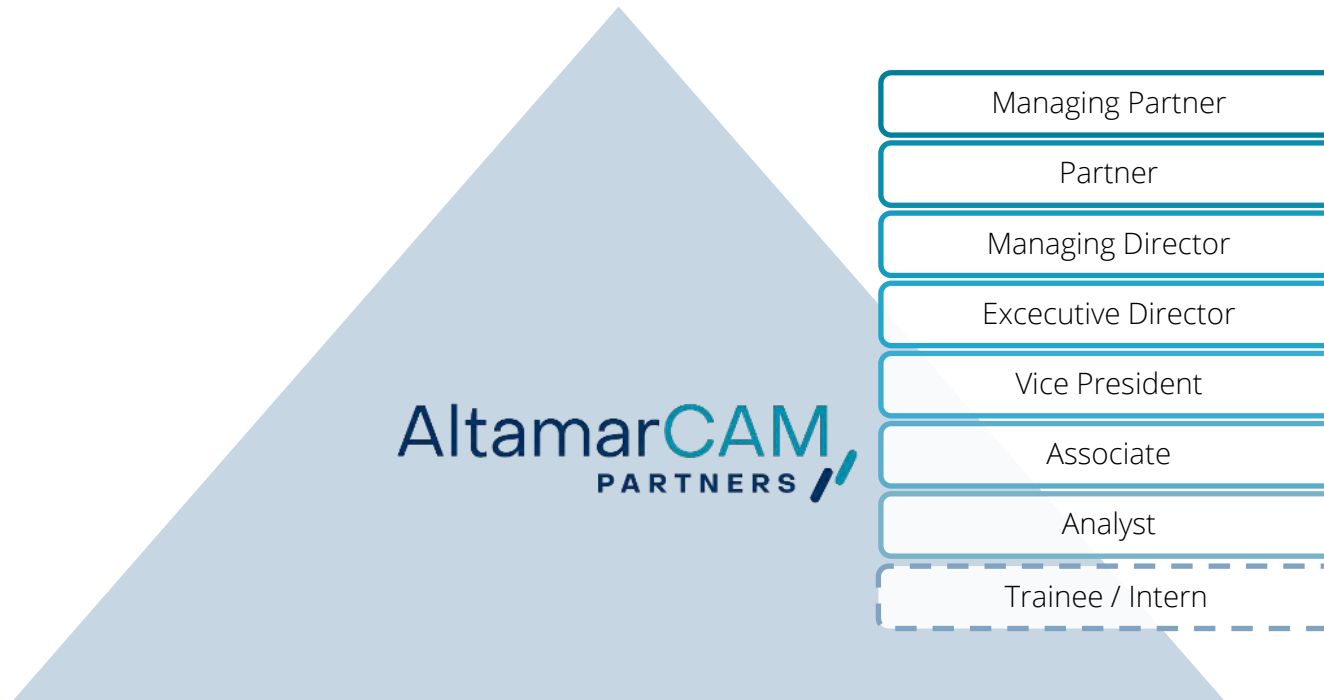 Managing Partner
Partner
Managing Director
Excecutive Director
Vice President
AltamarCAM
PARTNERS
Associate
Analyst
Trainee / Intern